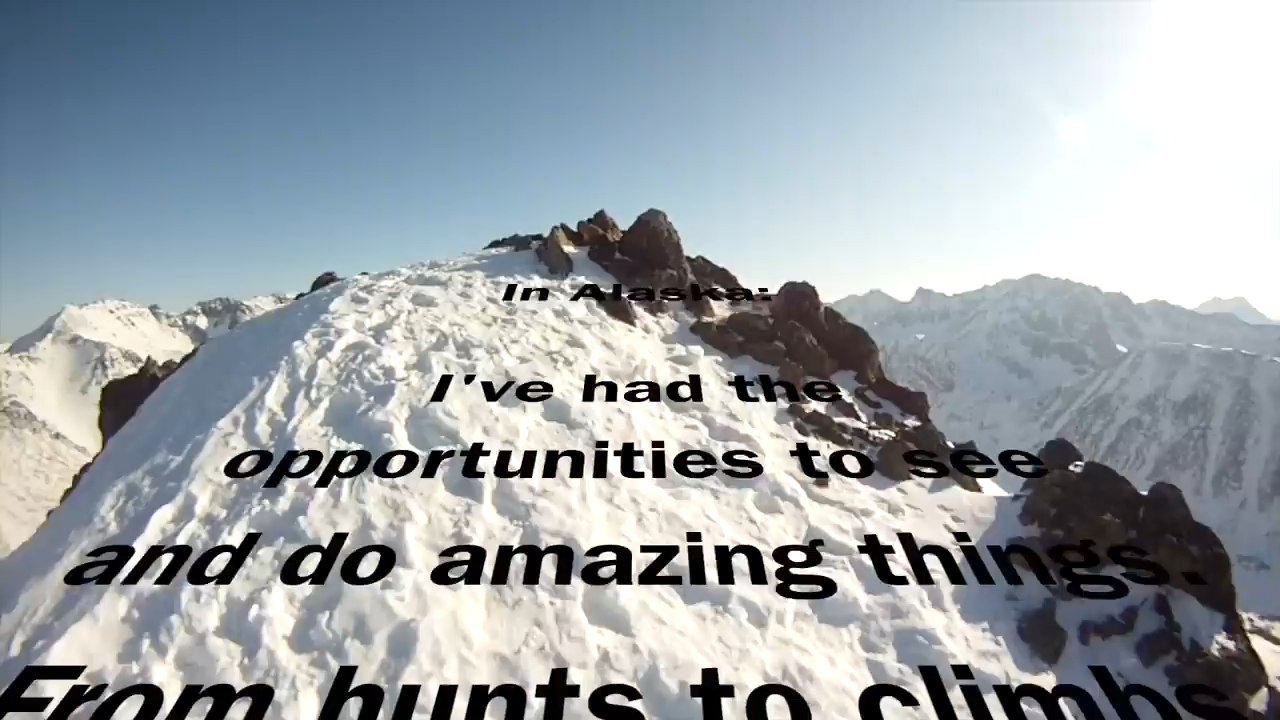 In Alaska:
I've had the
opportunities to see
and do amazing things.
From hunts to climbs